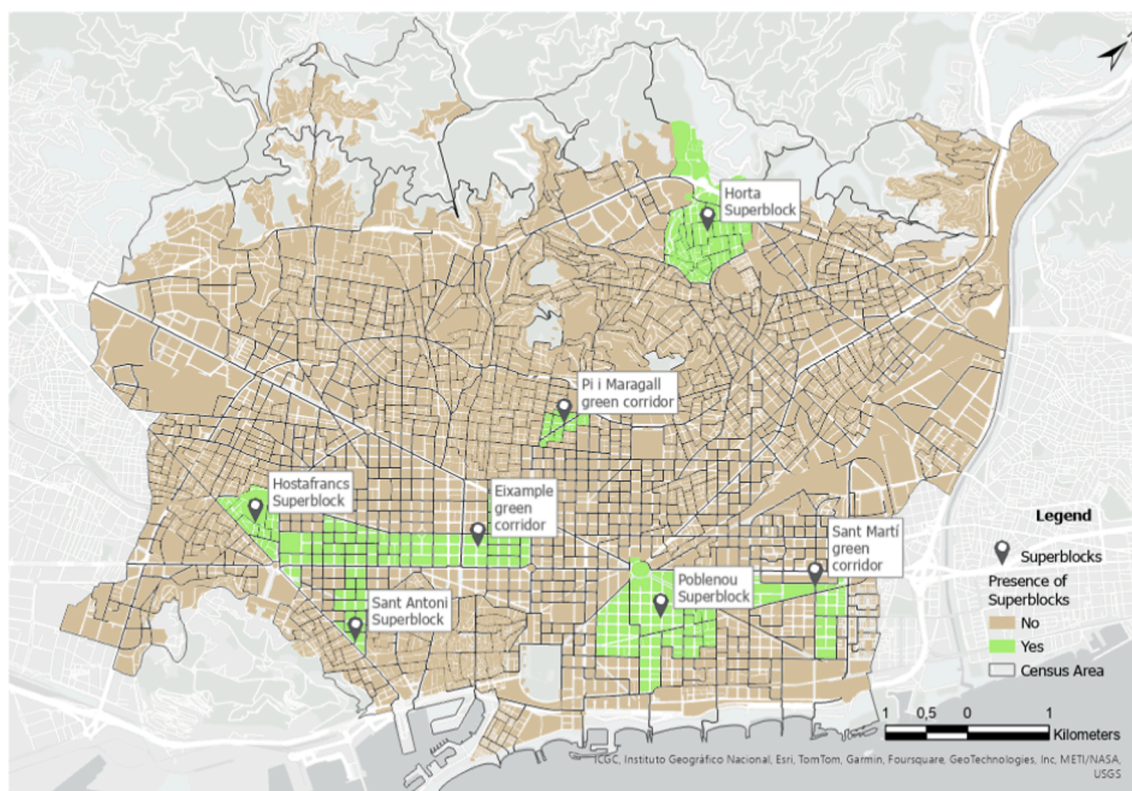 Horta
Superblock
Pi i Maragall
green corridor
Hostafrancs
Superblock
Eixample
green
corridor
Sant Martí
green
corridor
Sant Antoni
Superblock
Poblenou
Superblock
Legend
Superblocks
Presence of
Superblocks
No
Yes
Census Area
1 0,5 0 1
Kilometers
ICGC, Instituto Geográfico Nacional, Esri, TomTom, Garmin, Foursquare, GeoTechnologies, Inc, METI/NASA,
USGS